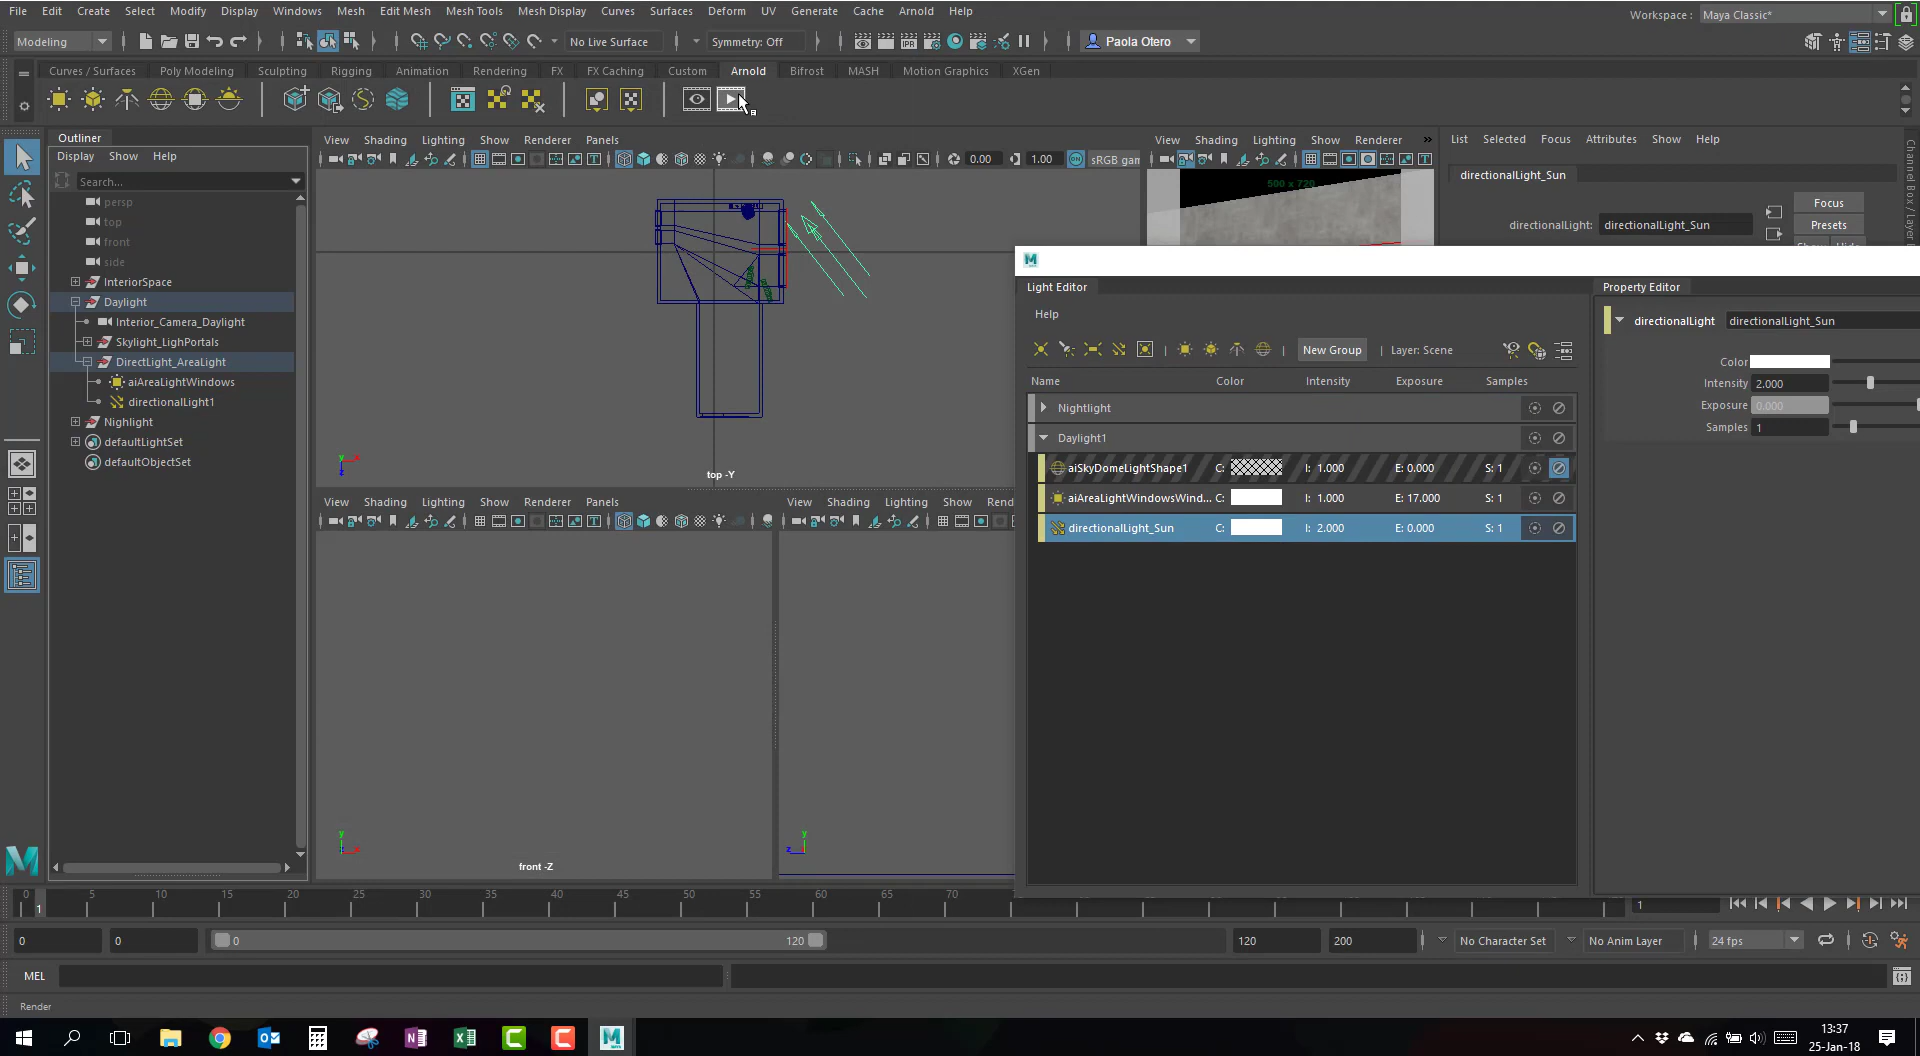 File Edit Create Select Modify Display Windows Mesh Edit Mesh Mesh Tools Mesh Display Curves Surfaces Deform UV Generate Cache Arnold Help
Workspace : Maya Classic*
Modeling No Live Surface Symmetry: Off Paola Otero
Curves / Surfaces Poly Modeling Sculpting Rigging Animation Rendering FX FX Caching Custom Arnold Bifrost MASH Motion Graphics XGen
Outliner
Display Show Help
Search...
persp
top
front
side
InteriorSpace
Daylight
Interior_Camera_Daylight
Skylight_LighPortals
DirectLight_AreaLight
aiAreaLightWindows
directionalLight1
Nighlight
defaultLightSet
defaultObjectSet
View Shading Lighting Show Renderer Panels
0.00 1.00 sRGB gam
top -Y
View Shading Lighting Show Renderer »
500 x 720
List Selected Focus Attributes Show Help
directionalLight_Sun
Focus
Presets
directionalLight: directionalLight_Sun
Channel Box / Layer
Light Editor
Help
New Group Layer: Scene
Name Color Intensity Exposure Samples
Nightlight
Daylight1
aiSkyDomeLightShape1 C: I: 1.000 E: 0.000 S: 1
aiAreaLightWindowsWind... C: I: 1.000 E: 17.000 S: 1
directionalLight_Sun C: I: 2.000 E: 0.000 S: 1
Property Editor
directionalLight directionalLight_Sun
Color
Intensity 2.000
Exposure 0.000
Samples 1
View Shading Lighting Show Renderer Panels
front -Z
View Shading Lighting Show Ren
0 5 10 15 20 25 30 35 40 45 50 55 60 65 70
1
1
0 0 0 120 120 200 No Character Set No Anim Layer 24 fps
MEL
Render
13:37
25-Jan-18